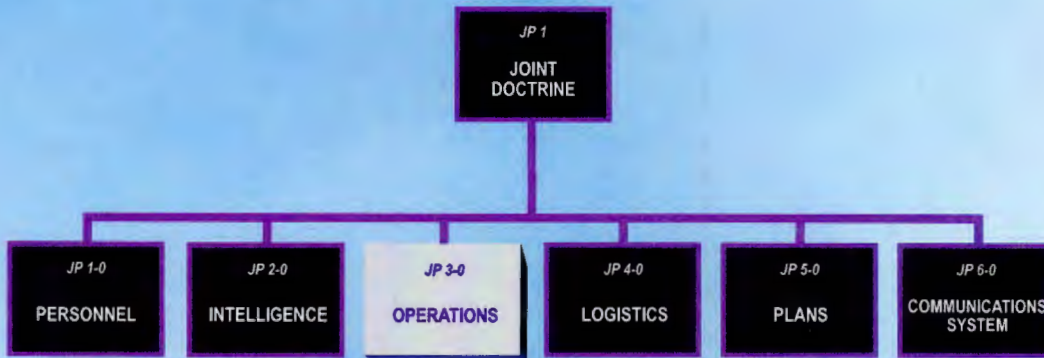 JP 1
JOINT
DOCTRINE
JP 1-0
PERSONNEL
JP 2-0
INTELLIGENCE
JP 3-0
OPERATIONS
JP 4-0
LOGISTICS
JP 5-0
PLANS
JP 6-0
COMMUNICATIONS
SYSTEM